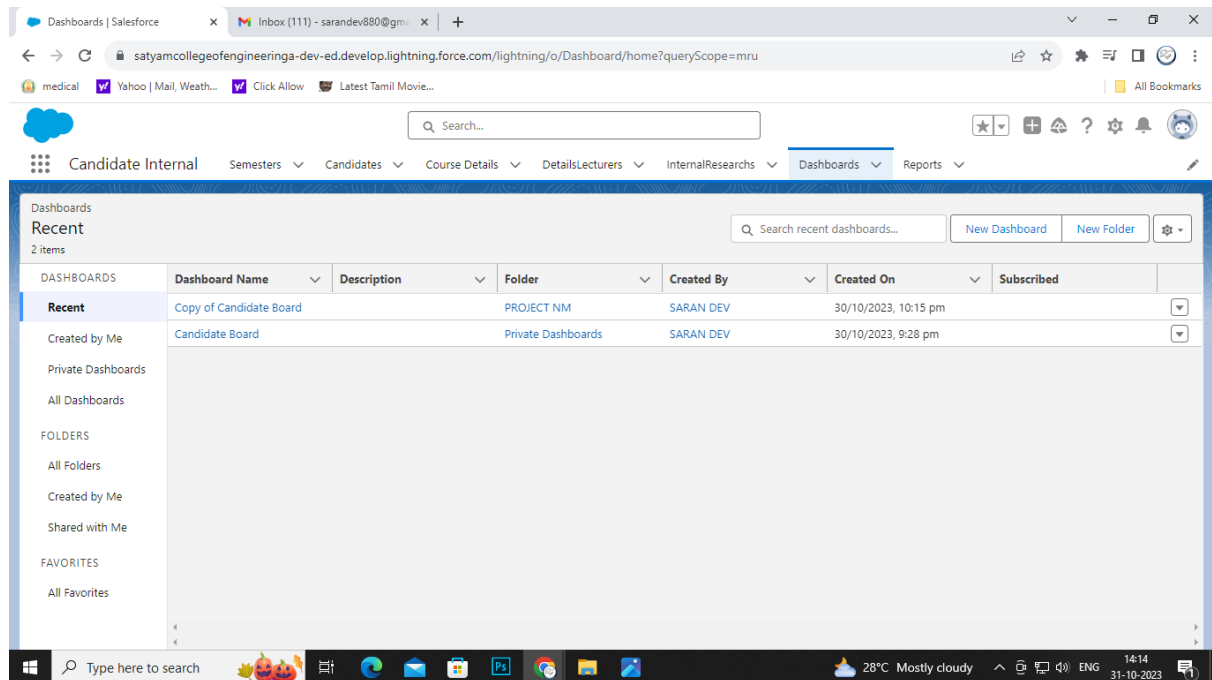 Dashboards | Salesforce
Inbox (111) - sarandev880@gma
satyamcollegeofengineeringa-dev-ed.develop.lightning.force.com/lightning/o/Dashboard/home?queryScope=mru
medical Yahoo | Mail, Weath... Click Allow Latest Tamil Movie... All Bookmarks
Search...
Candidate Internal Semesters Candidates Course Details DetailsLecturers InternalResearchs Dashboards Reports
Dashboards
Recent
2 items
Search recent dashboards... New Dashboard New Folder
DASHBOARDS Dashboard Name Description Folder Created By Created On Subscribed
Recent Copy of Candidate Board PROJECT NM SARAN DEV 30/10/2023, 10:15 pm
Created by Me Candidate Board Private Dashboards SARAN DEV 30/10/2023, 9:28 pm
Private Dashboards
All Dashboards
FOLDERS
All Folders
Created by Me
Shared with Me
FAVORITES
All Favorites
Type here to search Ps 28°C Mostly cloudy ENG 14:14
31-10-2023